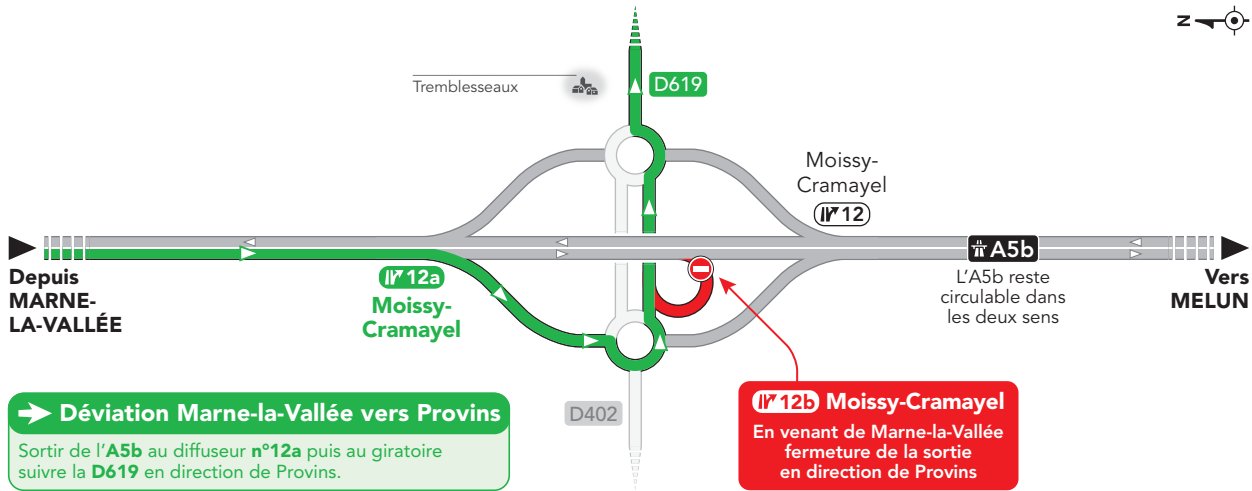 N
D619
Tremblesseaux
Moissy-
Cramayel
12
A5b
L'A5b reste
circulable dans
les deux sens
Depuis
MARNE-
LA-VALLÉE
12a
Moissy-
Cramayel
Vers
MELUN
D402
Déviation Marne-la-Vallée vers Provins
Sortir de l'A5b au diffuseur n°12a puis au giratoire
suivre la D619 en direction de Provins.
12b Moissy-Cramayel
En venant de Marne-la-Vallée
fermeture de la sortie
en direction de Provins